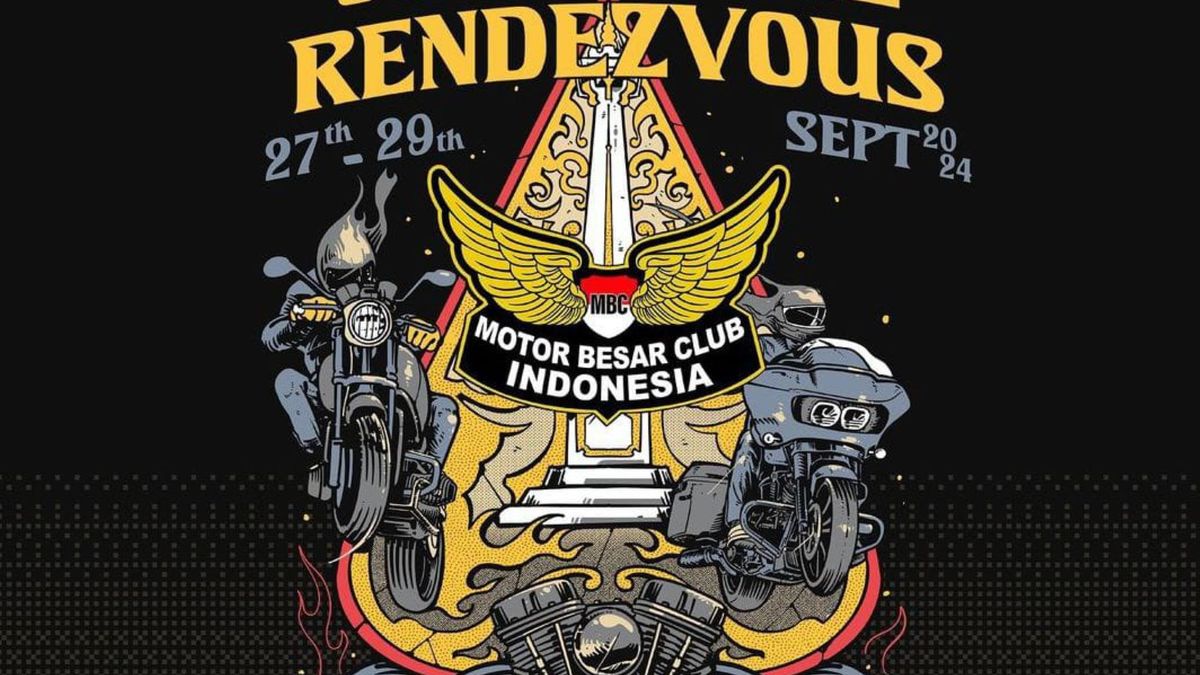 RENDEZVOUS
27th - 29th
SEPT 2024
MBC
MOTOR BESAR CLUB
INDONESIA